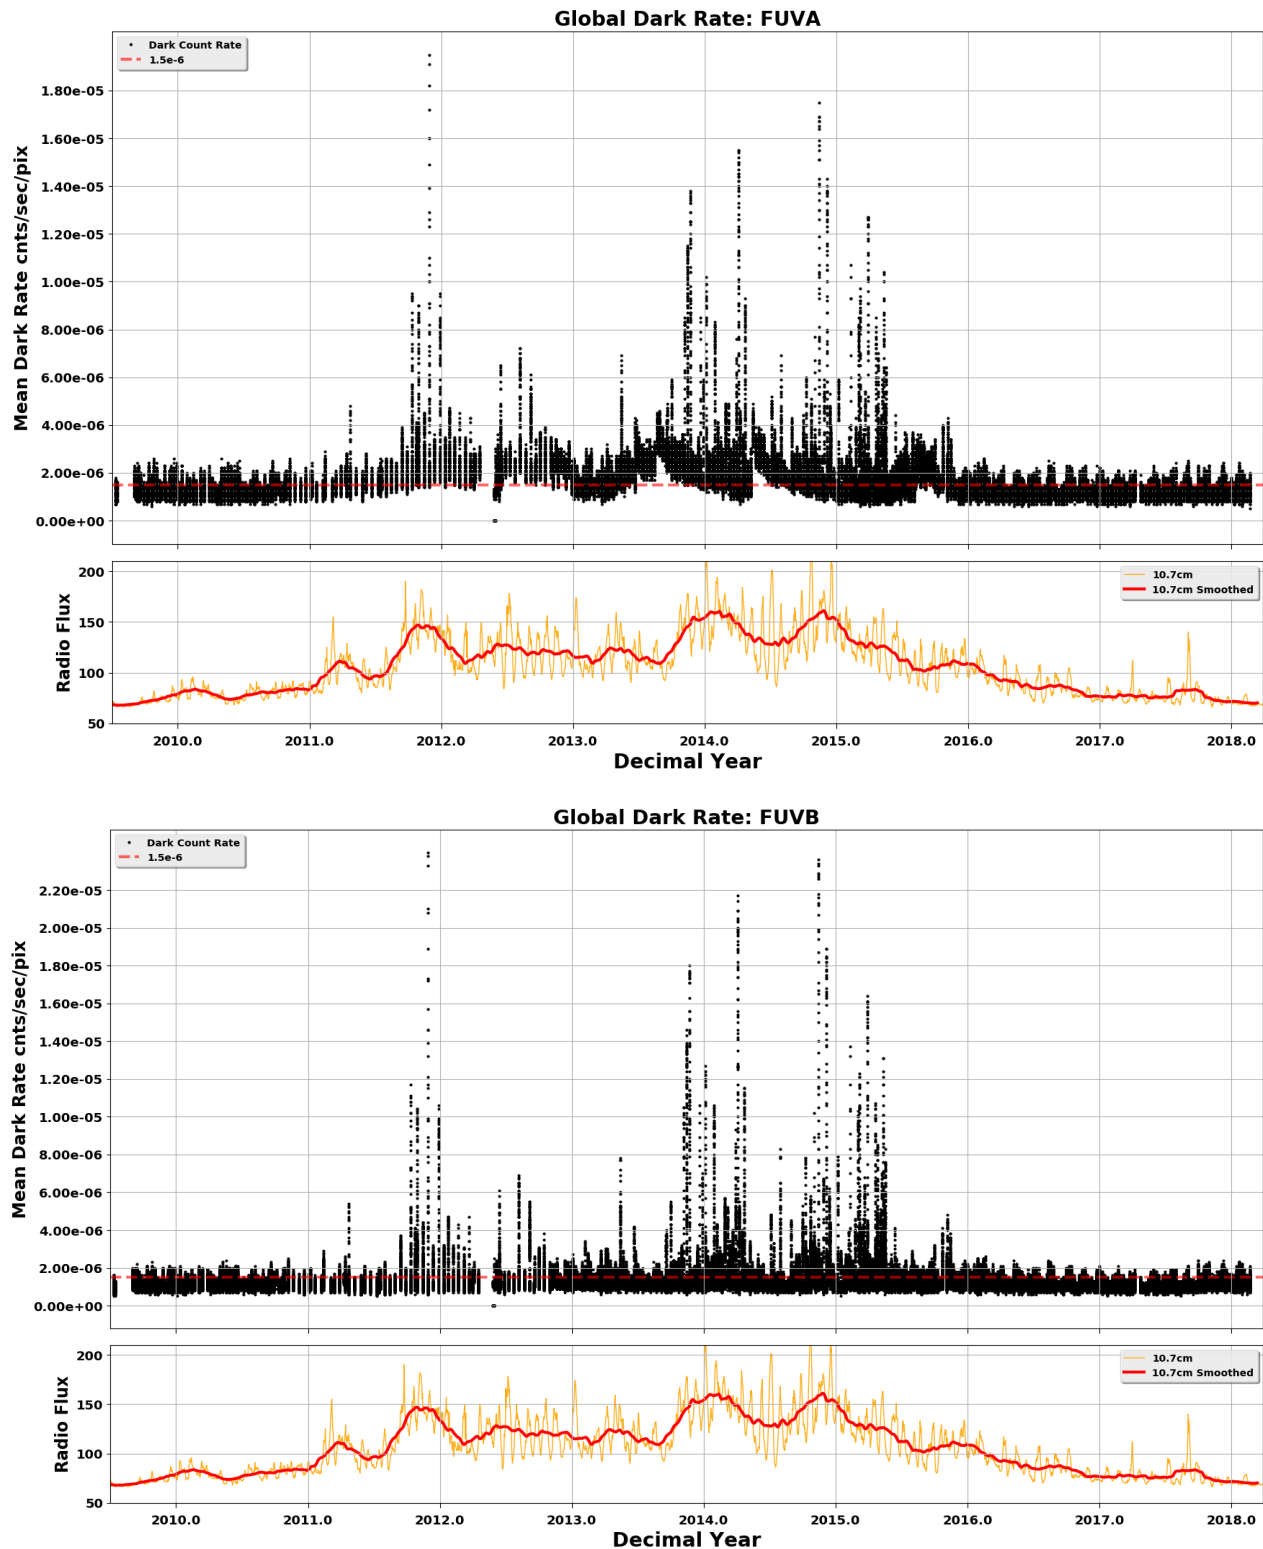 Global Dark Rate: FUVA
Dark Count Rate
1.5e-6
Mean Dark Rate cnts/sec/pix
1.80e-05
1.60e-05
1.40e-05
1.20e-05
1.00e-05
8.00e-06
6.00e-06
4.00e-06
2.00e-06
0.00e+00
10.7cm
10.7cm Smoothed
Radio Flux
200
150
100
50
2010.0 2011.0 2012.0 2013.0 2014.0 2015.0 2016.0 2017.0 2018.0
Decimal Year
Global Dark Rate: FUVB
Dark Count Rate
1.5e-6
Mean Dark Rate cnts/sec/pix
2.20e-05
2.00e-05
1.80e-05
1.60e-05
1.40e-05
1.20e-05
1.00e-05
8.00e-06
6.00e-06
4.00e-06
2.00e-06
0.00e+00
10.7cm
10.7cm Smoothed
Radio Flux
200
150
100
50
2010.0 2011.0 2012.0 2013.0 2014.0 2015.0 2016.0 2017.0 2018.0
Decimal Year